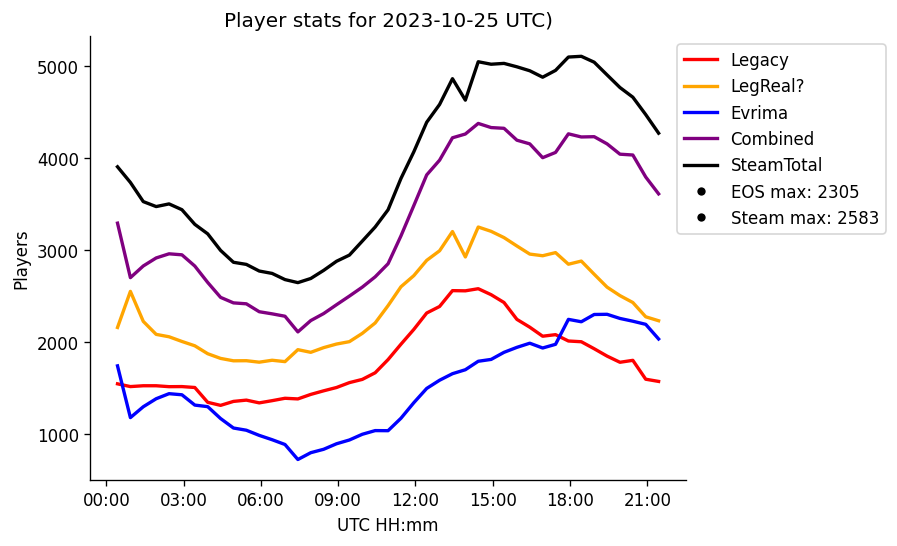 Player stats for 2023-10-25 UTC)
Legacy
LegReal?
Evrima
Combined
SteamTotal
EOS max: 2305
Steam max: 2583
5000
4000
3000
2000
1000
Players
00:00 03:00 06:00 09:00 12:00 15:00 18:00 21:00
UTC HH:mm